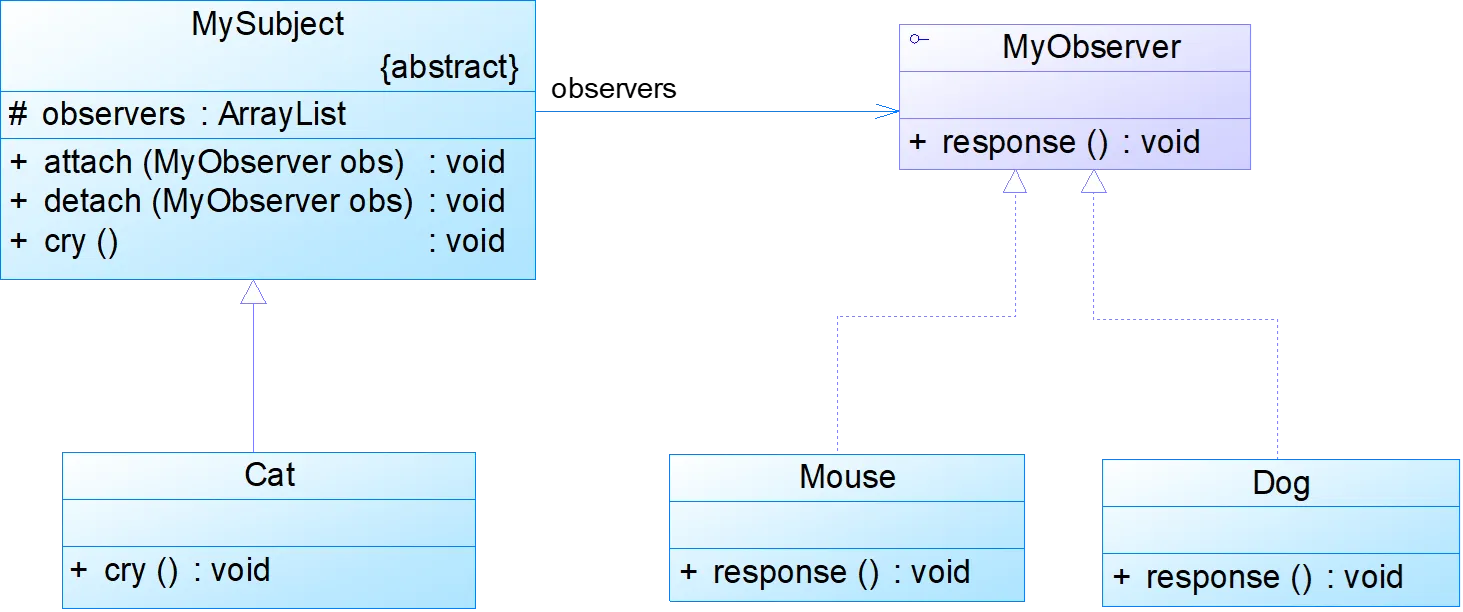 MySubject
{abstract}
# observers : ArrayList
+ attach (MyObserver obs) : void
+ detach (MyObserver obs) : void
+ cry () : void
observers
MyObserver
+ response () : void
Cat
+ cry () : void
Mouse
+ response () : void
Dog
+ response () : void